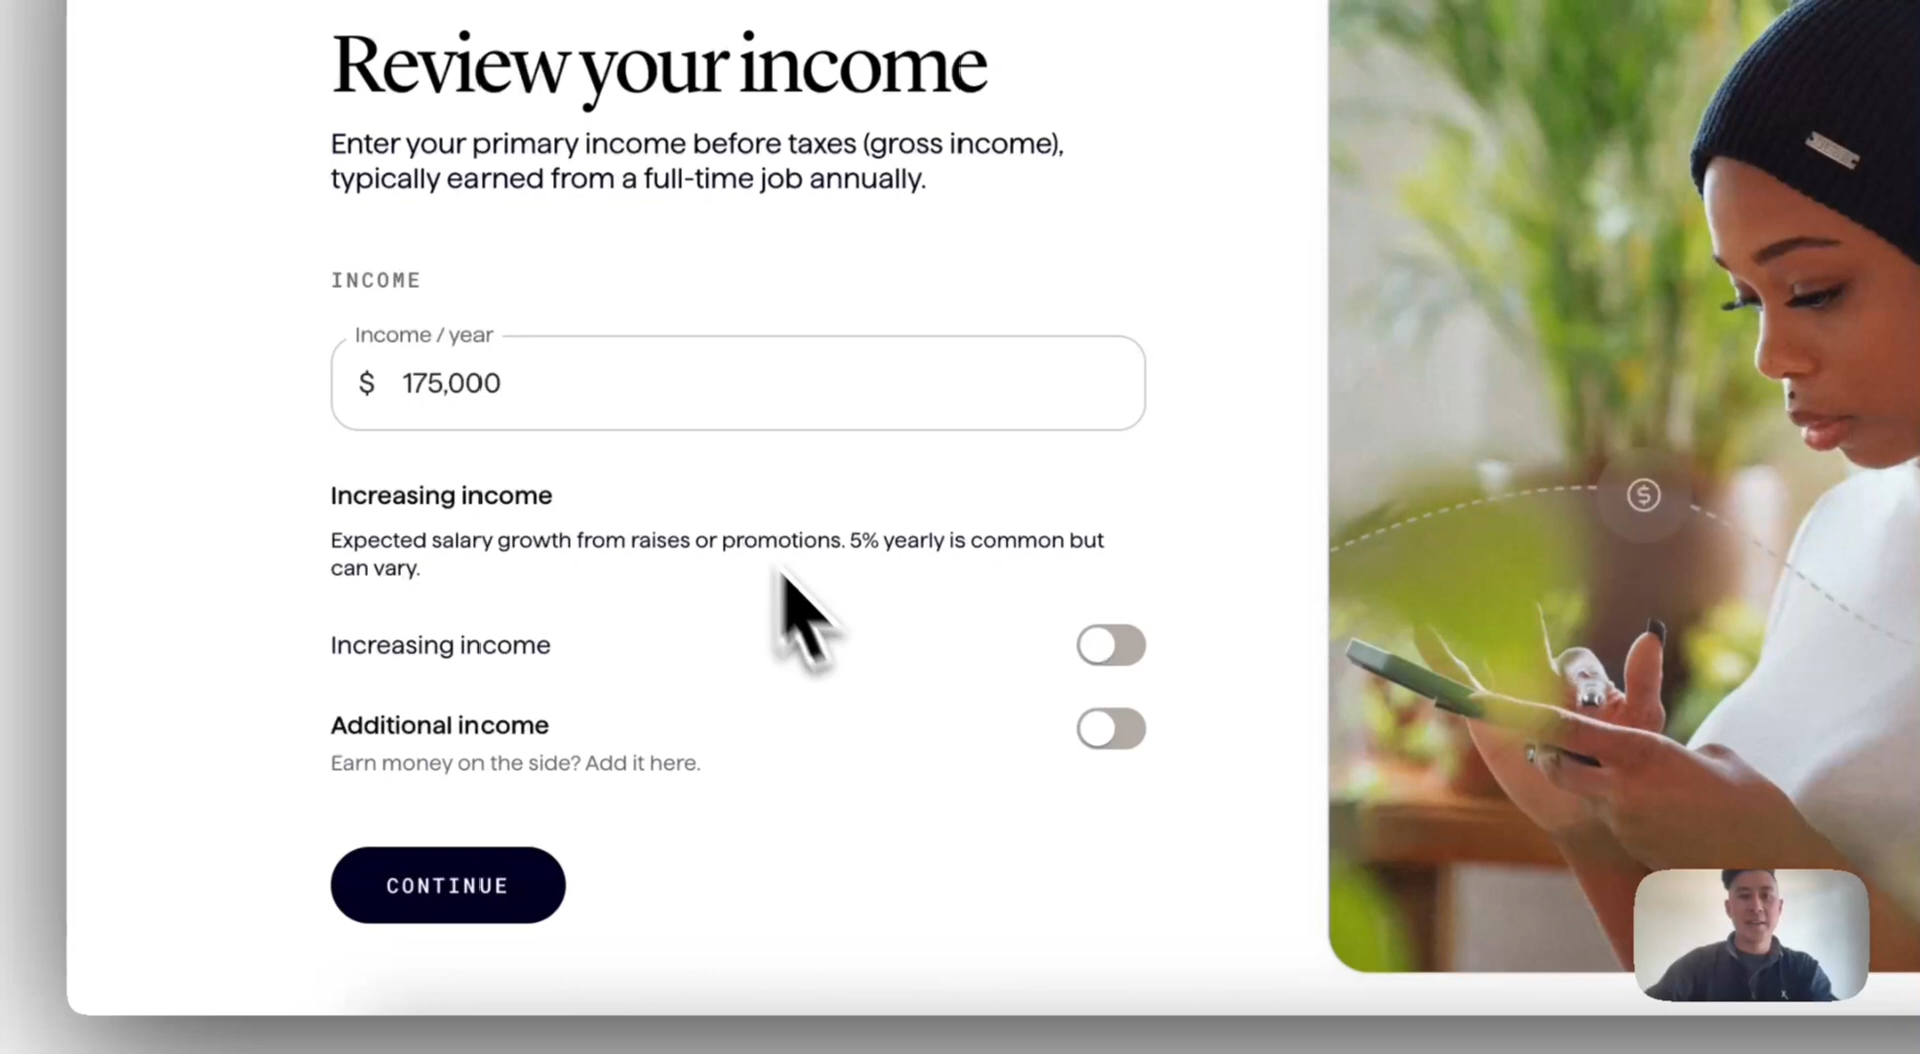 Review your income
Enter your primary income before taxes (gross income),
typically earned from a full-time job annually.
INCOME
Income / year
$ 175,000
Increasing income
Expected salary growth from raises or promotions. 5% yearly is common but
can vary.
Increasing income
Additional income
Earn money on the side? Add it here.
CONTINUE
$